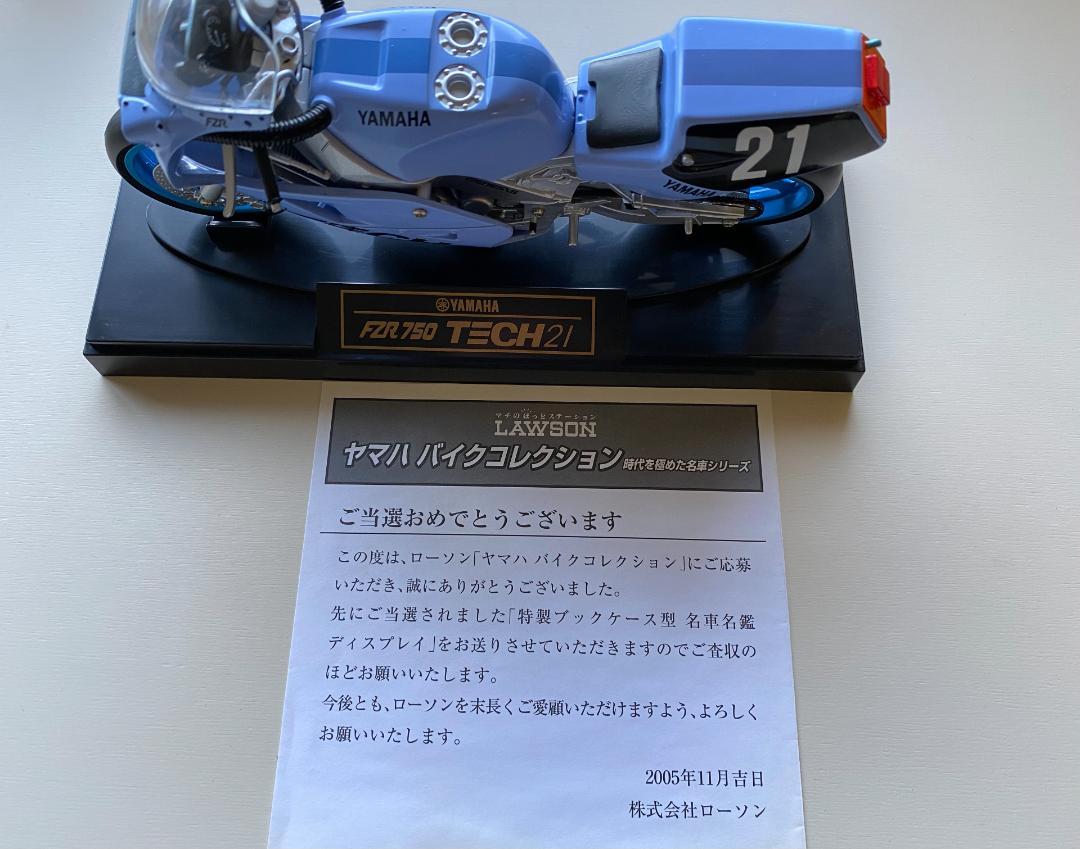 FZR
YAMAHA
21
YAMAHA
YAMAHA
FZR750 TECH21
マチのほっとステーション
LAWSON
ヤマハ バイクコレクション 時代を極めた名車シリーズ
ご当選おめでとうございます
この度は、ローソン「ヤマハ バイクコレクション」にご応募
いただき、誠にありがとうございました。
先にご当選されました「特製ブックケース型 名車名鑑
ディスプレイ」をお送りさせていただきますのでご査収の
ほどお願いいたします。
今後とも、ローソンを末長くご愛顧いただけますよう、よろしく
お願いいたします。
2005年11月吉日
株式会社ローソン